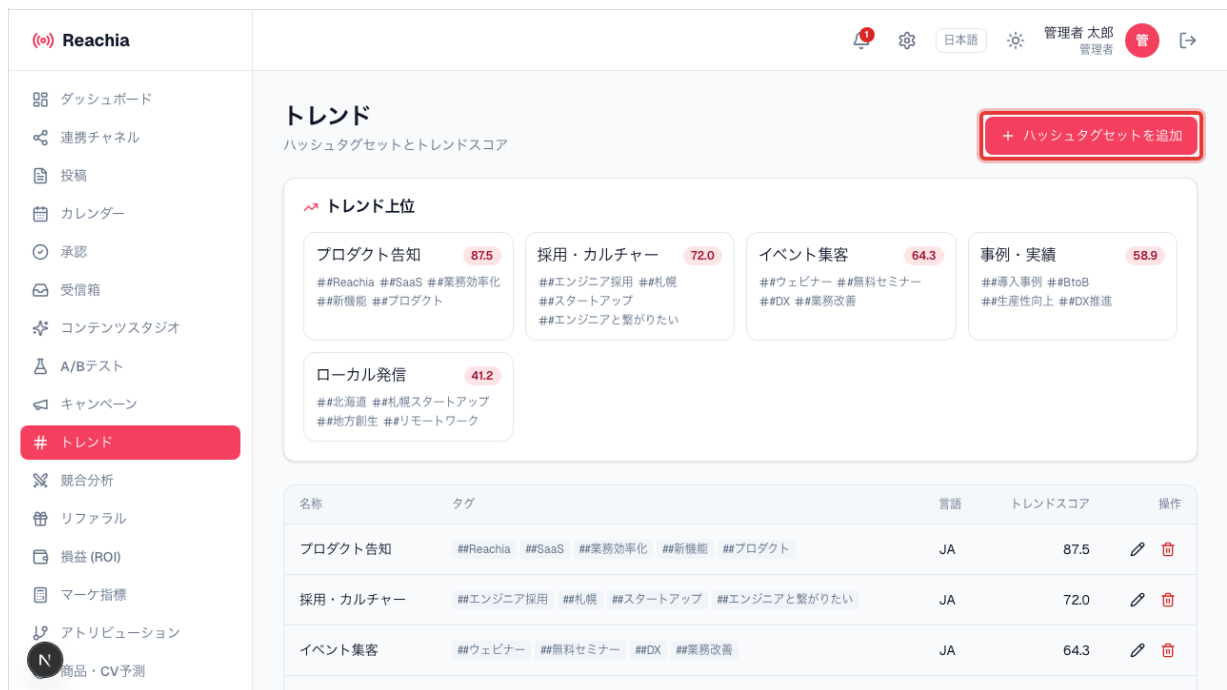 Reachia
1
日本語
管理者 太郎
管理者
管
ダッシュボード
連携チャネル
投稿
カレンダー
承認
受信箱
コンテンツスタジオ
A/Bテスト
キャンペーン
トレンド
競合分析
リファラル
損益 (ROI)
マーケ指標
アトリビューション
商品・CV予測
N
トレンド
ハッシュタグセットとトレンドスコア
+ ハッシュタグセットを追加
トレンド上位
プロダクト告知 87.5
##Reachia ##SaaS ##業務効率化
##新機能 ##プロダクト
採用・カルチャー 72.0
##エンジニア採用 ##札幌
##スタートアップ
##エンジニアと繋がりたい
イベント集客 64.3
##ウェビナー ##無料セミナー
##DX ##業務改善
事例・実績 58.9
##導入事例 ##BtoB
##生産性向上 ##DX推進
ローカル発信 41.2
##北海道 ##札幌スタートアップ
##地方創生 ##リモートワーク
名称 タグ 言語 トレンドスコア 操作
プロダクト告知 ##Reachia ##SaaS ##業務効率化 ##新機能 ##プロダクト JA 87.5
採用・カルチャー ##エンジニア採用 ##札幌 ##スタートアップ ##エンジニアと繋がりたい JA 72.0
イベント集客 ##ウェビナー ##無料セミナー ##DX ##業務改善 JA 64.3